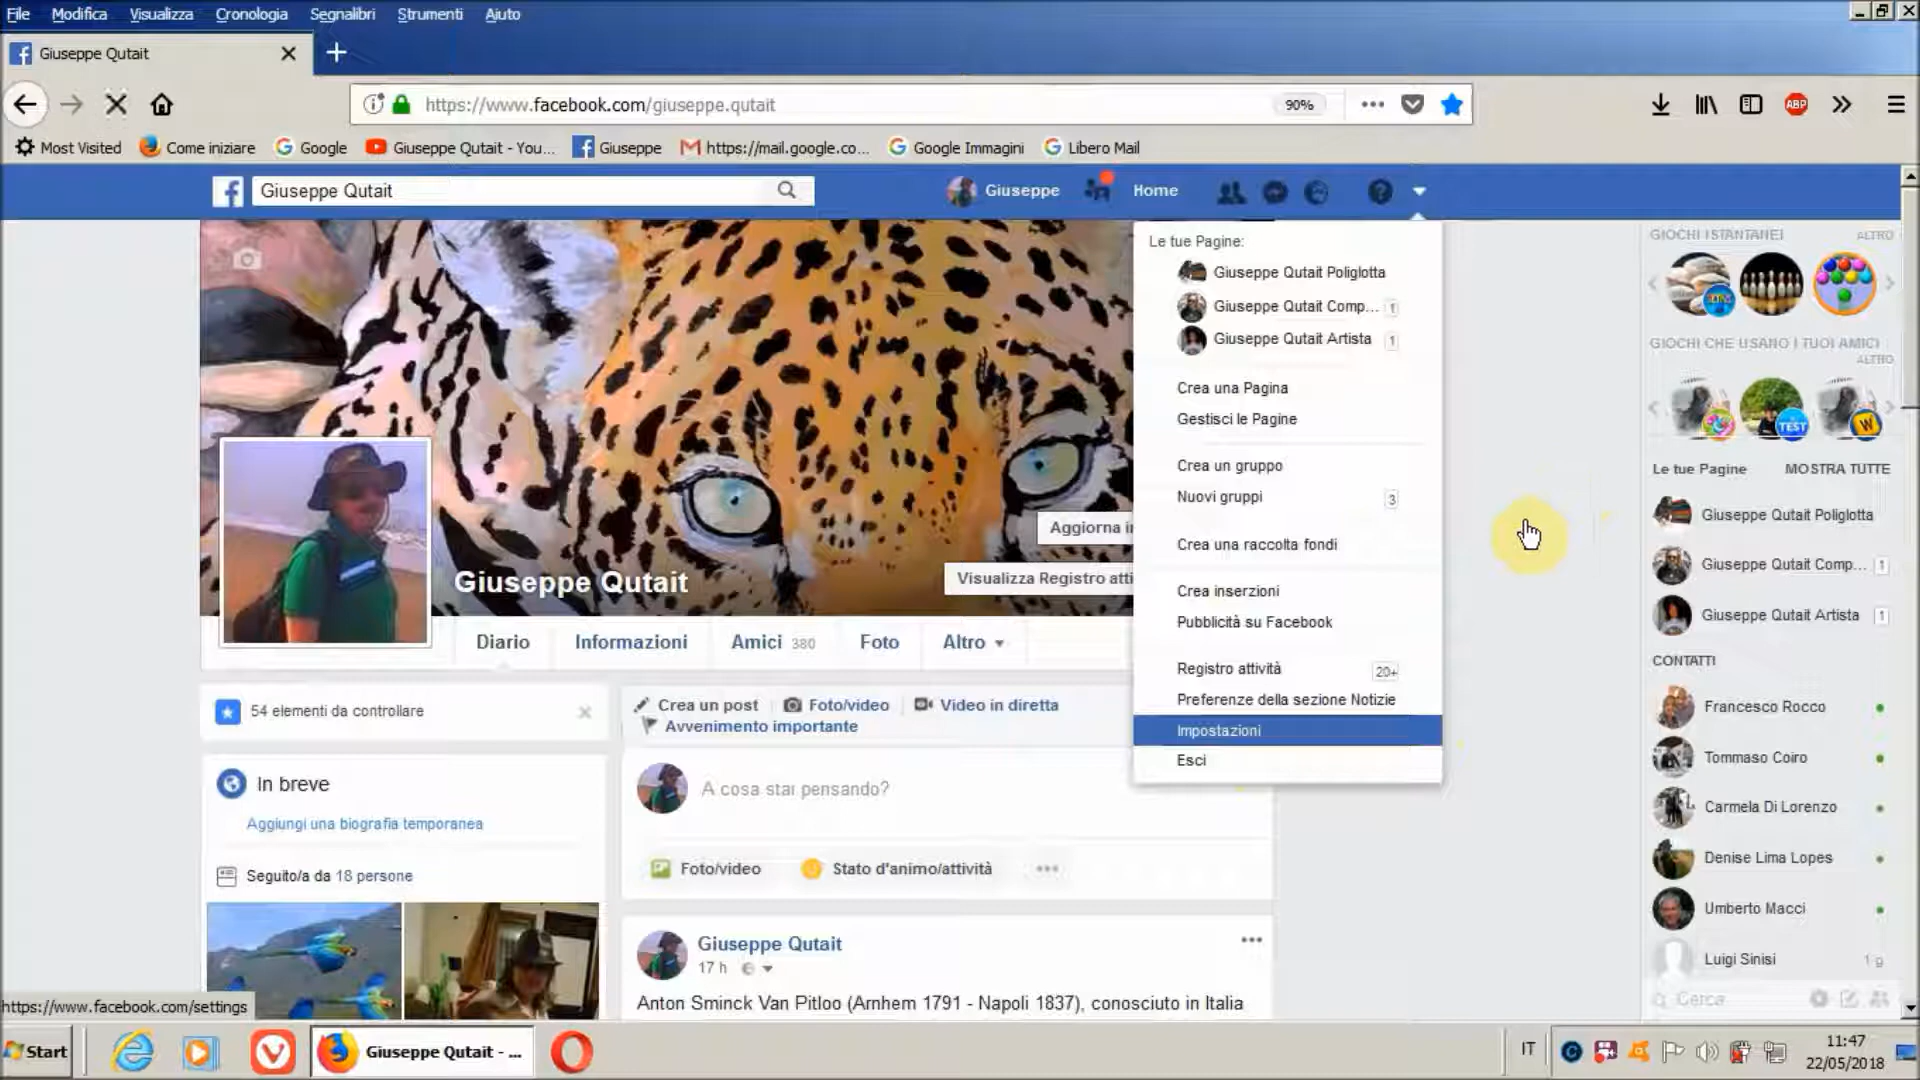 File Modifica Visualizza Cronologia Segnalibri Strumenti Aiuto
Giuseppe Qutait
https://www.facebook.com/giuseppe.qutait 90%
Most Visited Come iniziare Google Giuseppe Qutait - You... Giuseppe https://mail.google.co... Google Immagini Libero Mail
Giuseppe Qutait Giuseppe Home
Le tue Pagine:
Giuseppe Qutait Poliglotta
Giuseppe Qutait Comp... 1
Giuseppe Qutait Artista 1
Crea una Pagina
Gestisci le Pagine
Crea un gruppo
Nuovi gruppi 3
Crea una raccolta fondi
Crea inserzioni
Pubblicità su Facebook
Registro attività 20+
Preferenze della sezione Notizie
Impostazioni
Esci
Aggiorna in
Visualizza Registro atti
Giuseppe Qutait
Diario Informazioni Amici 380 Foto Altro
54 elementi da controllare
In breve
Aggiungi una biografia temporanea
Seguito/a da 18 persone
Crea un post Foto/video Video in diretta
Avvenimento importante
A cosa stai pensando?
Foto/video Stato d'animo/attività
Giuseppe Qutait
17 h
Anton Sminck Van Pitloo (Arnhem 1791 - Napoli 1837), conosciuto in Italia
GIOCHI ISTANTANEI ALTRO
GIOCHI CHE USANO I TUOI AMICI
ALTRO
TEST W
Le tue Pagine MOSTRA TUTTE
Giuseppe Qutait Poliglotta
Giuseppe Qutait Comp... 1
Giuseppe Qutait Artista 1
CONTATTI
Francesco Rocco
Tommaso Coiro
Carmela Di Lorenzo
Denise Lima Lopes
Umberto Macci
Luigi Sinisi 1 g
Cerca
https://www.facebook.com/settings
Start Giuseppe Qutait - ... IT 11:47
22/05/2018